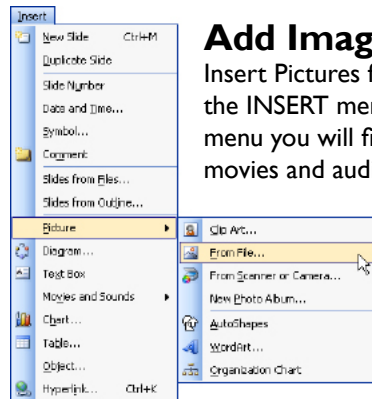 Insert
New Slide Ctrl+M
Duplicate Slide
Slide Number
Date and Time...
Symbol...
Comment
Slides from Files...
Slides from Outline...
Picture
Diagram...
Text Box
Movies and Sounds
Chart...
Table...
Object...
Hyperlink... Ctrl+K
Clip Art...
From File...
From Scanner or Camera...
New Photo Album...
AutoShapes
WordArt...
Organization Chart
Add Imag
Insert Pictures f
the INSERT me
menu you will fi
movies and aud